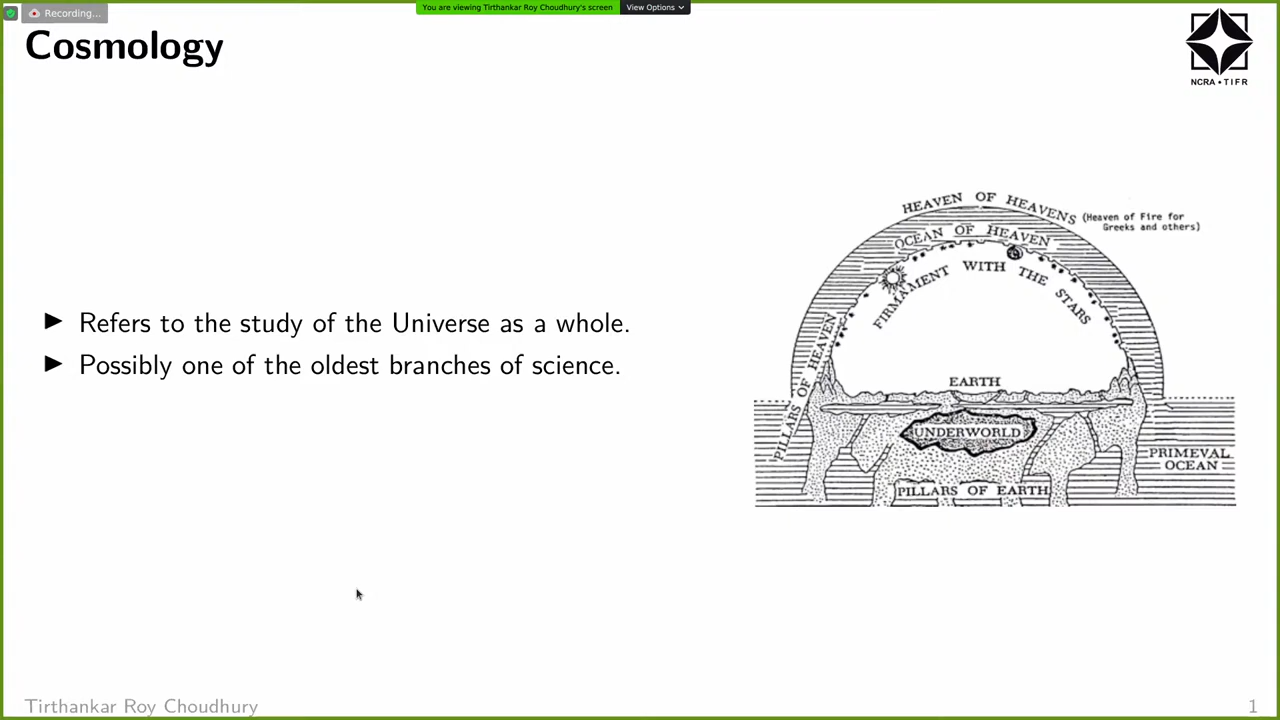 Recording...
You are viewing Tirthankar Roy Choudhury's screen
View Options
Cosmology
NCRA • TIFR
Refers to the study of the Universe as a whole.
Possibly one of the oldest branches of science.
HEAVEN OF HEAVENS
(Heaven of Fire for
Greeks and others)
OCEAN OF HEAVEN
FIRMAMENT WITH THE STARS
PILLARS OF HEAVEN
EARTH
UNDERWORLD
PRIMEVAL
OCEAN
PILLARS OF EARTH
Tirthankar Roy Choudhury
1